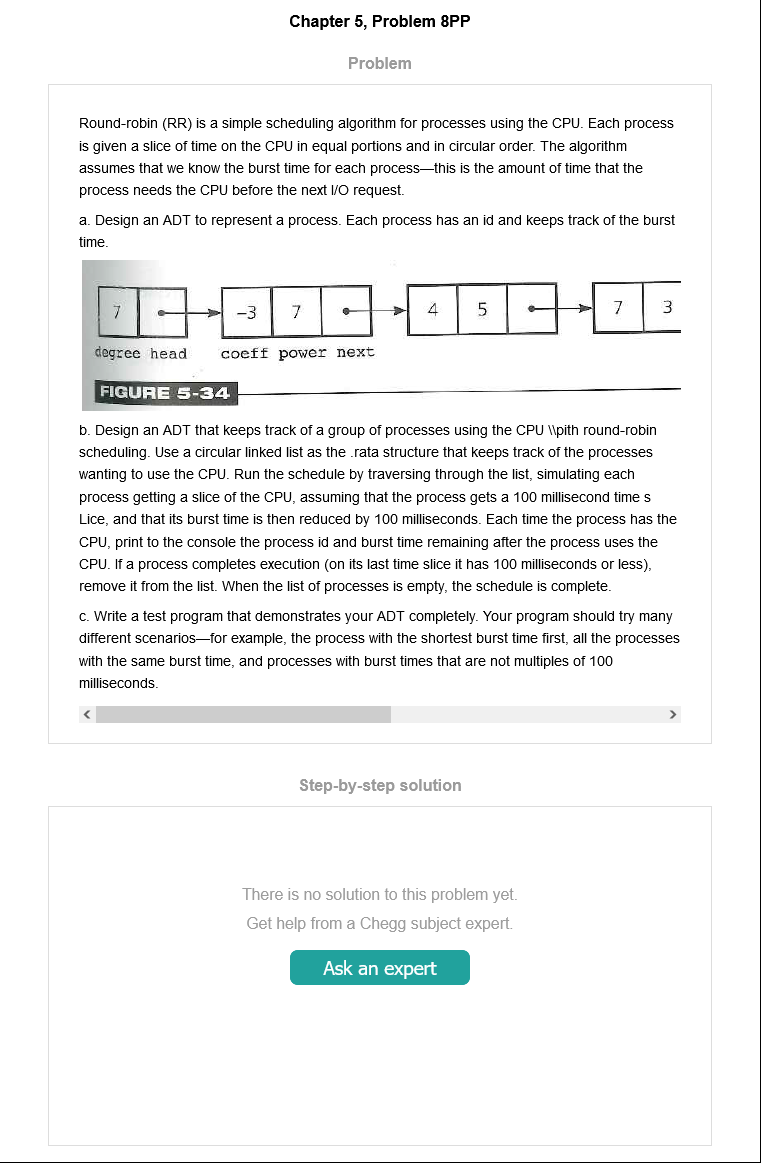 Chapter 5, Problem 8PP
Problem
Round-robin (RR) is a simple scheduling algorithm for processes using the CPU. Each process
is given a slice of time on the CPU in equal portions and in circular order. The algorithm
assumes that we know the burst time for each process—this is the amount of time that the
process needs the CPU before the next I/O request.
a. Design an ADT to represent a process. Each process has an id and keeps track of the burst
time.
7 -3 7 4 5 7 3
degree head coeff power next
FIGURE 5-34
b. Design an ADT that keeps track of a group of processes using the CPU \\pith round-robin
scheduling. Use a circular linked list as the .rata structure that keeps track of the processes
wanting to use the CPU. Run the schedule by traversing through the list, simulating each
process getting a slice of the CPU, assuming that the process gets a 100 millisecond time s
Lice, and that its burst time is then reduced by 100 milliseconds. Each time the process has the
CPU, print to the console the process id and burst time remaining after the process uses the
CPU. If a process completes execution (on its last time slice it has 100 milliseconds or less),
remove it from the list. When the list of processes is empty, the schedule is complete.
c. Write a test program that demonstrates your ADT completely. Your program should try many
different scenarios—for example, the process with the shortest burst time first, all the processes
with the same burst time, and processes with burst times that are not multiples of 100
milliseconds.
Step-by-step solution
There is no solution to this problem yet.
Get help from a Chegg subject expert.
Ask an expert